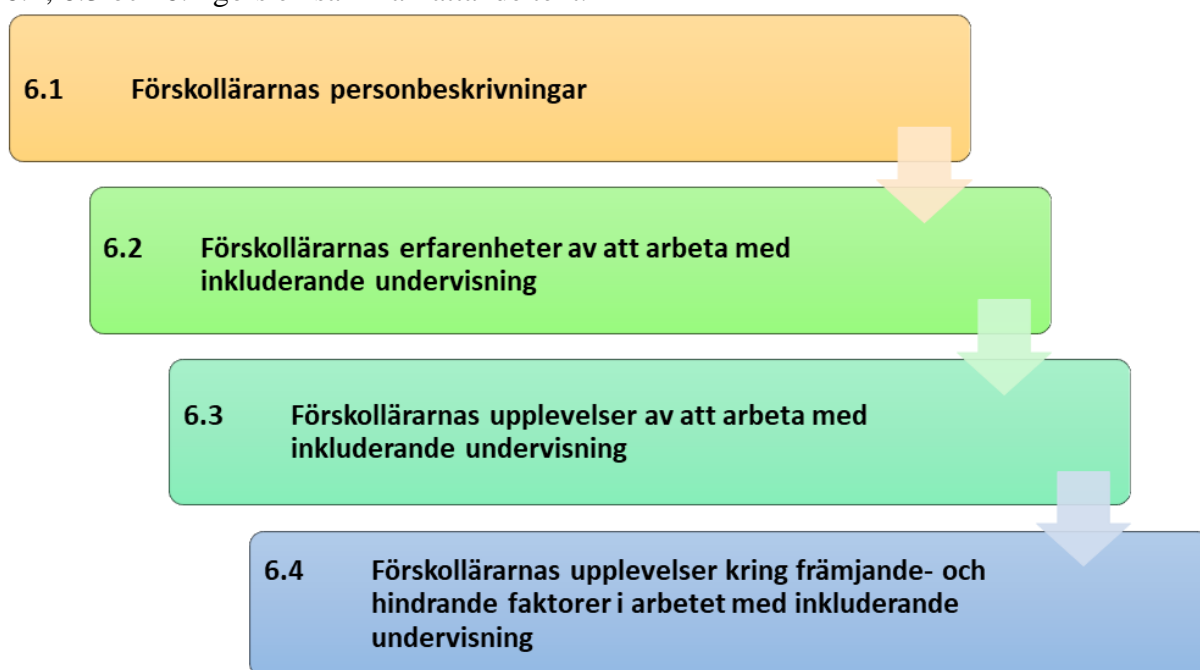 6.1 Förskollärarnas personbeskrivningar
6.2 Förskollärarnas erfarenheter av att arbeta med
inkluderande undervisning
6.3 Förskollärarnas upplevelser av att arbeta med
inkluderande undervisning
6.4 Förskollärarnas upplevelser kring främjande- och
hindrande faktorer i arbetet med inkluderande
undervisning